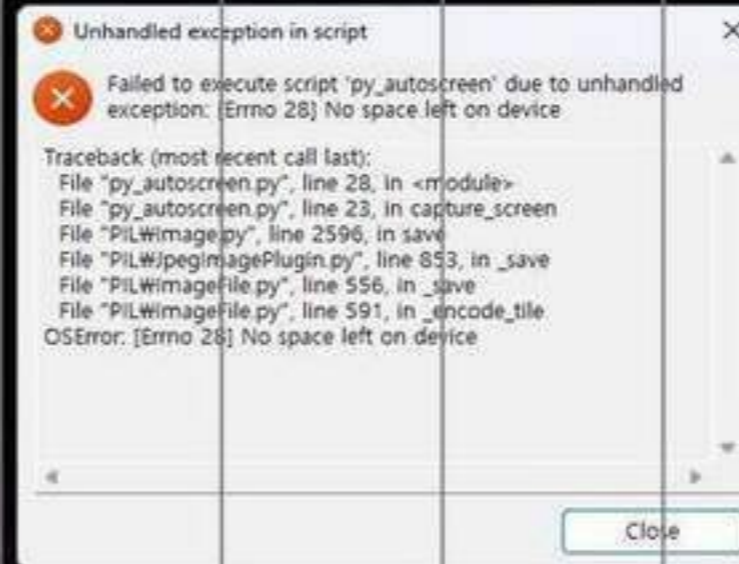 Unhandled exception in script
Failed to execute script 'py_autoscreen' due to unhandled
exception: [Errno 28] No space left on device
Traceback (most recent call last):
File "py_autoscreen.py", line 28, in <module>
File "py_autoscreen.py", line 23, in capture_screen
File "PIL₩Image.py", line 2596, in save
File "PIL₩JpegImagePlugin.py", line 853, in _save
File "PIL₩ImageFile.py", line 556, in _save
File "PIL₩ImageFile.py", line 591, in _encode_tile
OSError: [Errno 28] No space left on device
Close